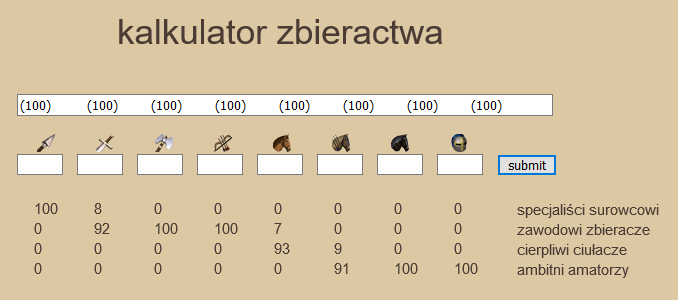 kalkulator zbieractwa
(100) (100) (100) (100) (100) (100) (100) (100)
submit
100 8 0 0 0 0 0 0 specjaliści surowcowi
0 92 100 100 7 0 0 0 zawodowi zbieracze
0 0 0 0 93 9 0 0 cierpliwi ciułacze
0 0 0 0 0 91 100 100 ambitni amatorzy